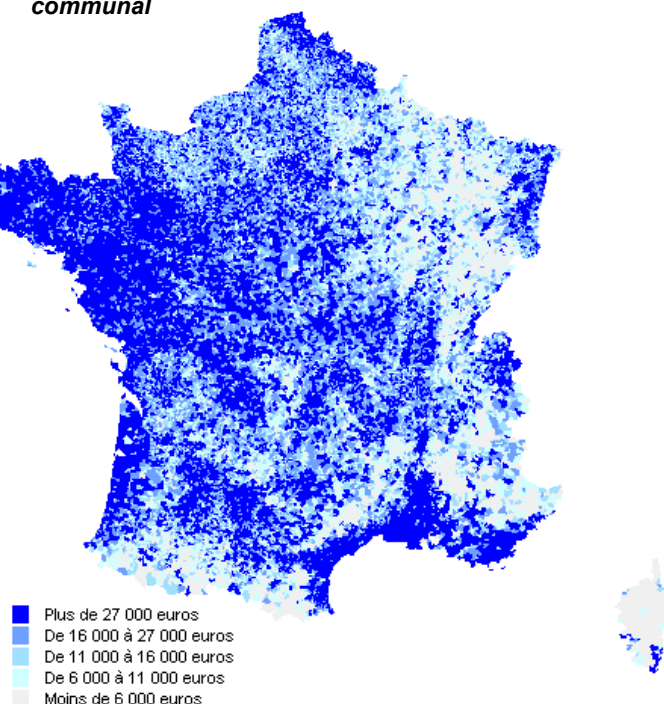 communal
Plus de 27 000 euros
De 16 000 à 27 000 euros
De 11 000 à 16 000 euros
De 6 000 à 11 000 euros
Moins de 6 000 euros